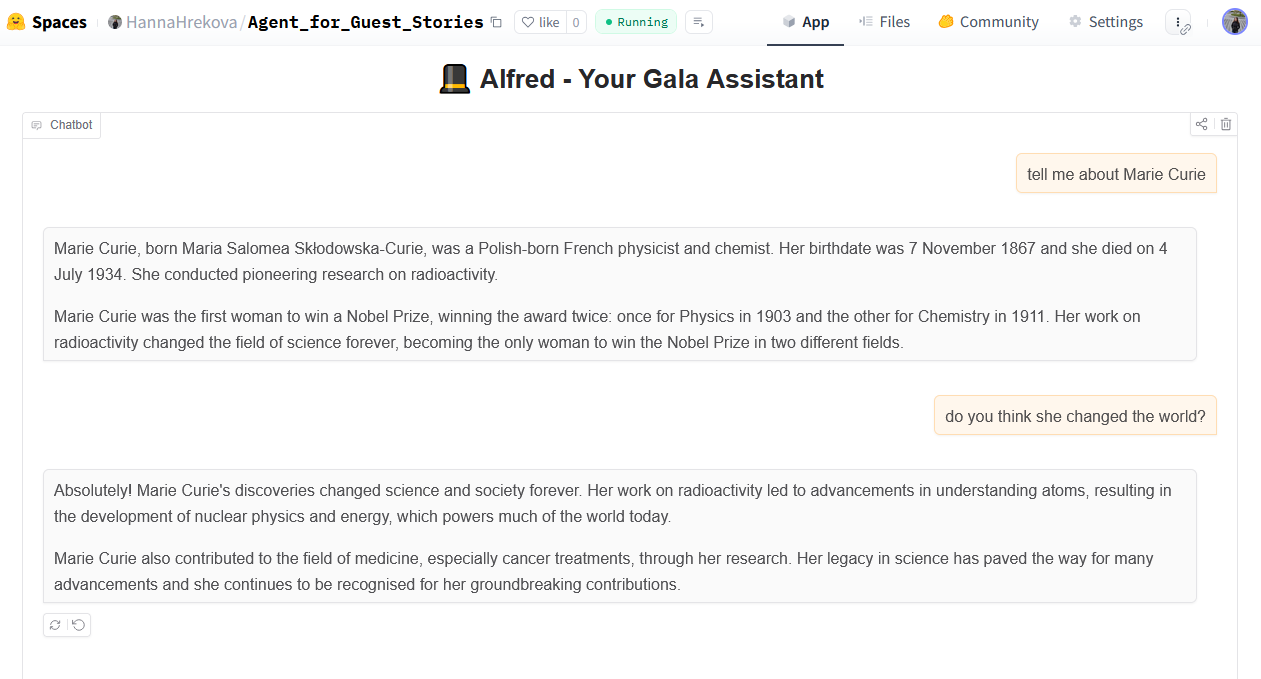 Spaces HannaHrekova/Agent_for_Guest_Stories like 0 Running App Files Community Settings
Alfred - Your Gala Assistant
Chatbot
tell me about Marie Curie
Marie Curie, born Maria Salomea Skłodowska-Curie, was a Polish-born French physicist and chemist. Her birthdate was 7 November 1867 and she died on 4
July 1934. She conducted pioneering research on radioactivity.
Marie Curie was the first woman to win a Nobel Prize, winning the award twice: once for Physics in 1903 and the other for Chemistry in 1911. Her work on
radioactivity changed the field of science forever, becoming the only woman to win the Nobel Prize in two different fields.
do you think she changed the world?
Absolutely! Marie Curie's discoveries changed science and society forever. Her work on radioactivity led to advancements in understanding atoms, resulting in
the development of nuclear physics and energy, which powers much of the world today.
Marie Curie also contributed to the field of medicine, especially cancer treatments, through her research. Her legacy in science has paved the way for many
advancements and she continues to be recognised for her groundbreaking contributions.